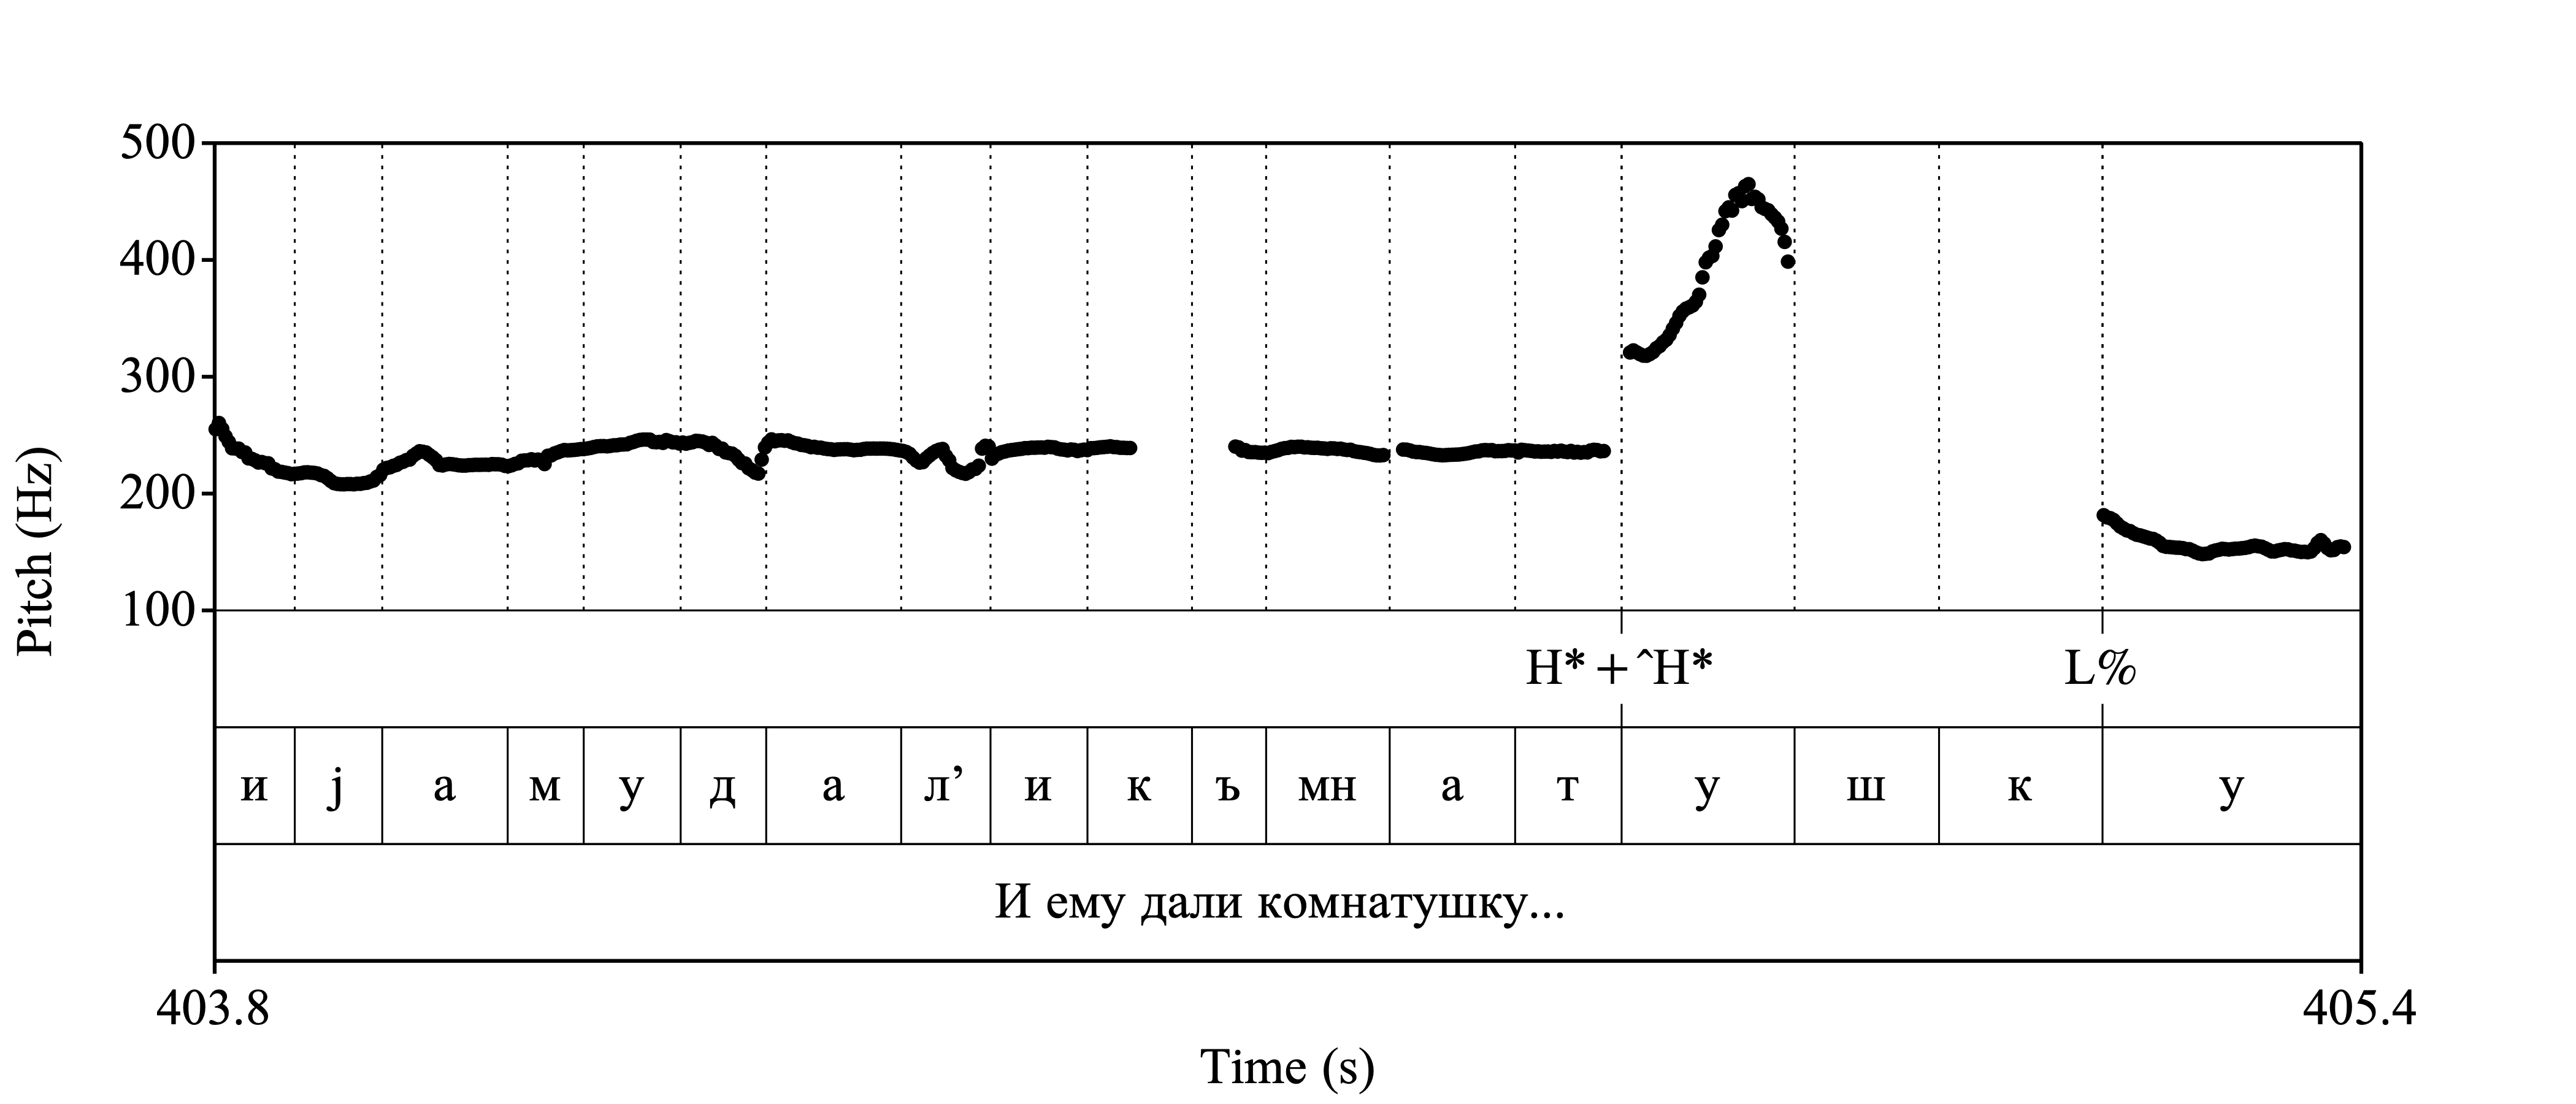 500
400
300
200
100
Pitch (Hz)
H* + ˆH* L%
и ј а м у д а л’ и к ъ мн а т у ш к у
И ему дали комнатушку...
403.8 405.4
Time (s)